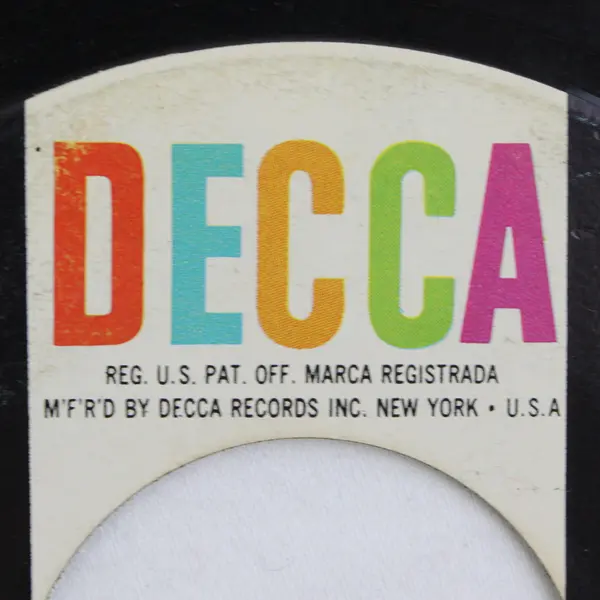 DECCA
REG. U.S. PAT. OFF. MARCA REGISTRADA
M'F'R'D BY DECCA RECORDS INC. NEW YORK • U.S.A